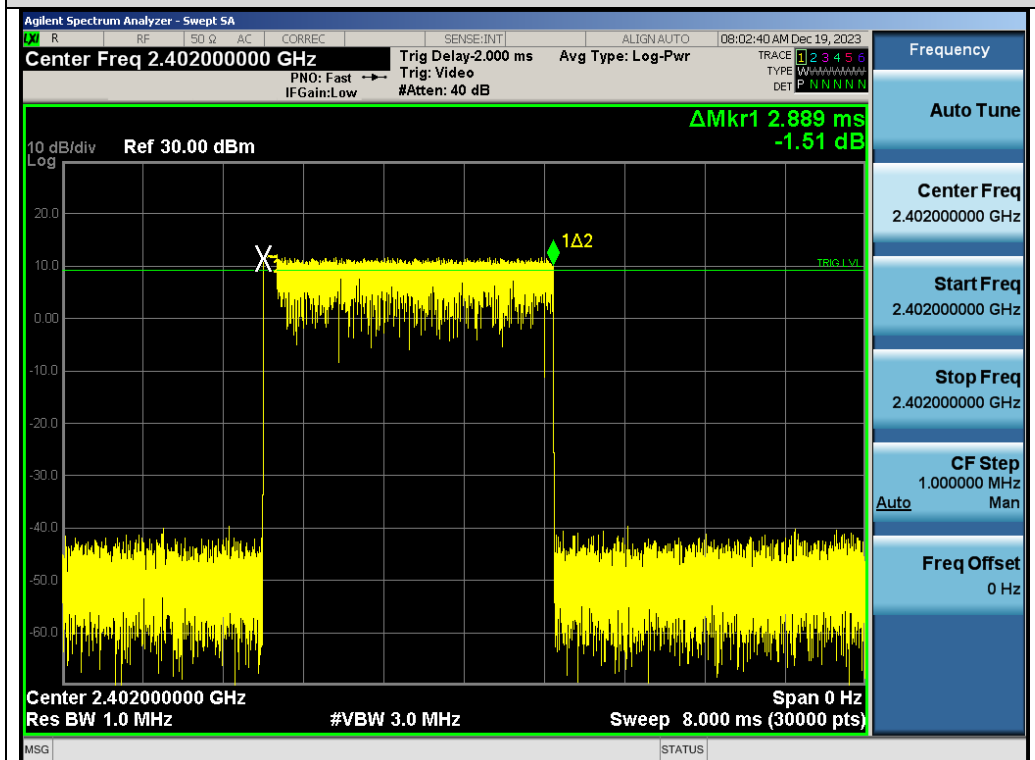 Agilent Spectrum Analyzer - Swept SA
LXI R RF 50 Ω AC CORREC SENSE:INT ALIGN AUTO 08:02:40 AM Dec 19, 2023
Center Freq 2.402000000 GHz
PNO: Fast
IFGain:Low
Trig Delay-2.000 ms
Trig: Video
#Atten: 40 dB
Avg Type: Log-Pwr
TRACE 1 2 3 4 5 6
TYPE W
DET P N N N N N
ΔMkr1 2.889 ms
-1.51 dB
10 dB/div Ref 30.00 dBm
Log
20.0
10.0
0.00
-10.0
-20.0
-30.0
-40.0
-50.0
-60.0
1Δ2
TRIG LVL
Center 2.402000000 GHz Span 0 Hz
Res BW 1.0 MHz #VBW 3.0 MHz Sweep 8.000 ms (30000 pts)
MSG STATUS
Frequency
Auto Tune
Center Freq
2.402000000 GHz
Start Freq
2.402000000 GHz
Stop Freq
2.402000000 GHz
CF Step
1.000000 MHz
Auto Man
Freq Offset
0 Hz